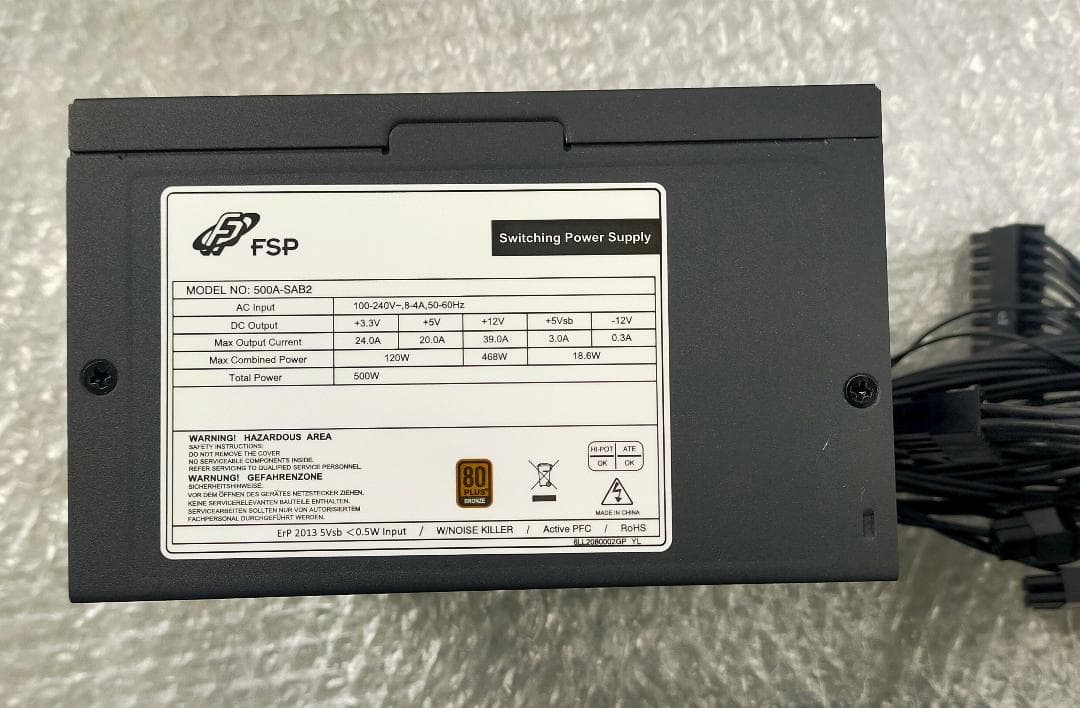 FSP
Switching Power Supply
MODEL NO: 500A-SAB2
AC Input 100-240V~,8-4A,50-60Hz
DC Output +3.3V +5V +12V +5Vsb -12V
Max Output Current 24.0A 20.0A 39.0A 3.0A 0.3A
Max Combined Power 120W 468W 18.6W
Total Power 500W
WARNING! HAZARDOUS AREA
SAFETY INSTRUCTIONS:
DO NOT REMOVE THE COVER
NO SERVICEABLE COMPONENTS INSIDE.
REFER SERVICING TO QUALIFIED SERVICE PERSONNEL.
WARNUNG! GEFAHRENZONE
SICHERHEITSHINWEISE:
VOR DEM ÖFFNEN DES GERÄTES NETZSTECKER ZIEHEN.
KEINE SERVICERELEVANTEN BAUTEILE ENTHALTEN.
SERVICEARBEITEN SOLLTEN NUR VON AUTORISIERTEM
FACHPERSONAL DURCHGEFÜHRT WERDEN.
80
PLUS
BRONZE
HI-POT ATE
OK OK
MADE IN CHINA
ErP 2013 5Vsb <0.5W Input / W/NOISE KILLER / Active PFC / RoHS
6LL2080002GP YL